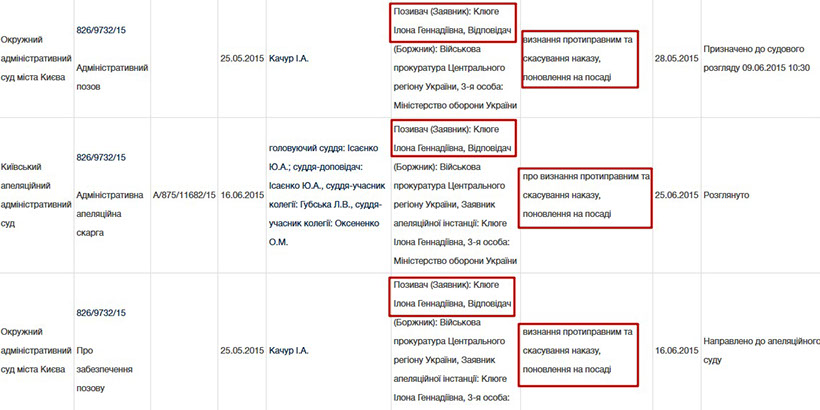 Окружний
адміністративний
суд міста Києва
826/9732/15
Адміністративний
позов
25.05.2015
Качур І.А.
Позивач (Заявник): Клюге
Ілона Геннадіївна, Відповідач
(Боржник): Військова
прокуратура Центрального
регіону України, 3-я особа:
Міністерство оборони України
визнання протиправним та
скасування наказу,
поновлення на посаді
28.05.2015
Призначено до судового
розгляду 09.06.2015 10:30
Київський
апеляційний
адміністративний
суд
826/9732/15
Адміністративна
апеляційна
скарга
А/875/11682/15
16.06.2015
головуючий суддя: Ісаєнко
Ю.А.; суддя-доповідач:
Ісаєнко Ю.А., суддя-учасник
колегії: Губська Л.В., суддя-
учасник колегії: Оксененко
О.М.
Позивач (Заявник): Клюге
Ілона Геннадіївна, Відповідач
(Боржник): Військова
прокуратура Центрального
регіону України, Заявник
апеляційної інстанції: Клюге
Ілона Геннадіївна, 3-я особа:
Міністерство оборони України
про визнання протиправним та
скасування наказу,
поновлення на посаді
25.06.2015
Розглянуто
Окружний
адміністративний
суд міста Києва
826/9732/15
Про
забезпечення
позову
25.05.2015
Качур І.А.
Позивач (Заявник): Клюге
Ілона Геннадіївна, Відповідач
(Боржник): Військова
прокуратура Центрального
регіону України, Заявник
апеляційної інстанції: Клюге
Ілона Геннадіївна, 3-я особа:
визнання протиправним та
скасування наказу,
поновлення на посаді
16.06.2015
Направлено до апеляційного
суду